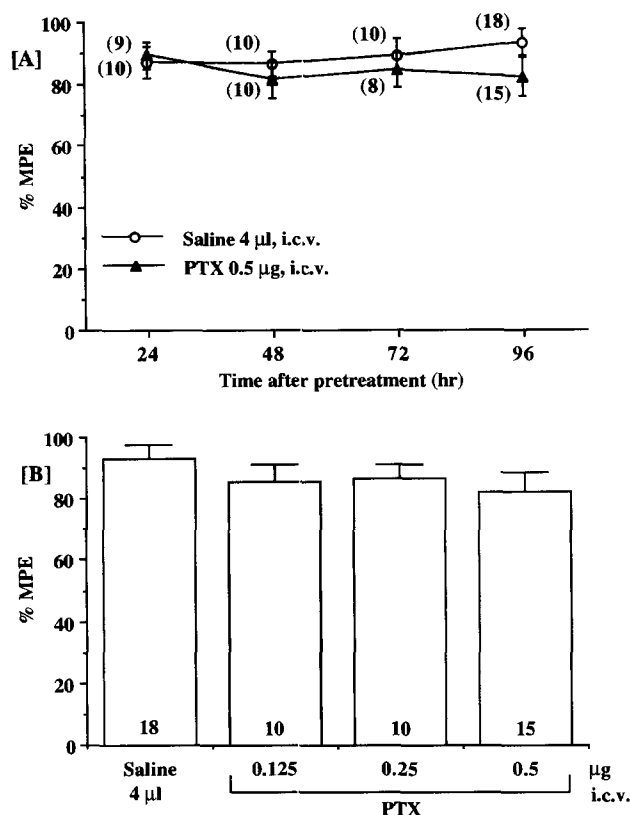 [A]
% MPE
100
80
60
40
20
0
(9)
(10)
(10)
(10)
(10)
(8)
(18)
(15)
Saline 4 μl, i.c.v.
PTX 0.5 μg, i.c.v.
24 48 72 96
Time after pretreatment (hr)
[B]
% MPE
100
80
60
40
20
0
18 10 10 15
Saline 0.125 0.25 0.5 μg
4 μl i.c.v.
PTX